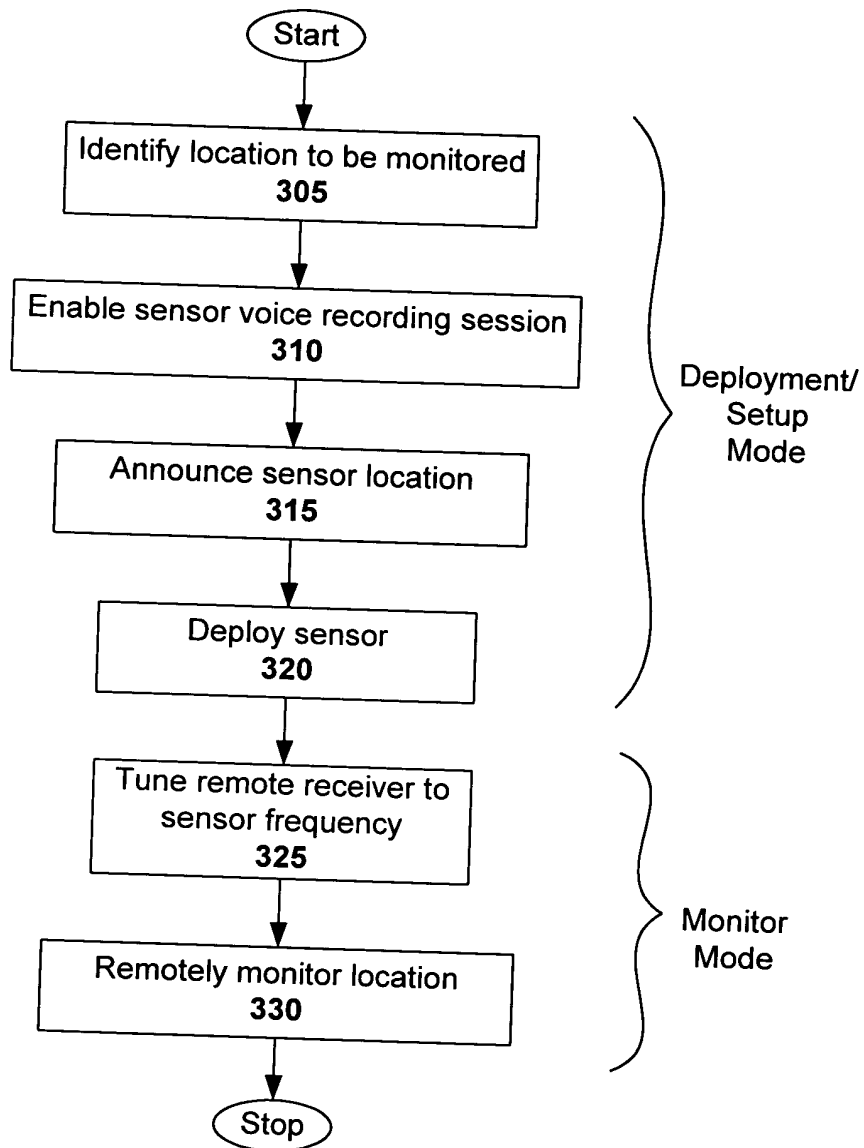 Start
Identify location to be monitored
305
Enable sensor voice recording session
310
Announce sensor location
315
Deploy sensor
320
Deployment/
Setup
Mode
Tune remote receiver to
sensor frequency
325
Remotely monitor location
330
Monitor
Mode
Stop